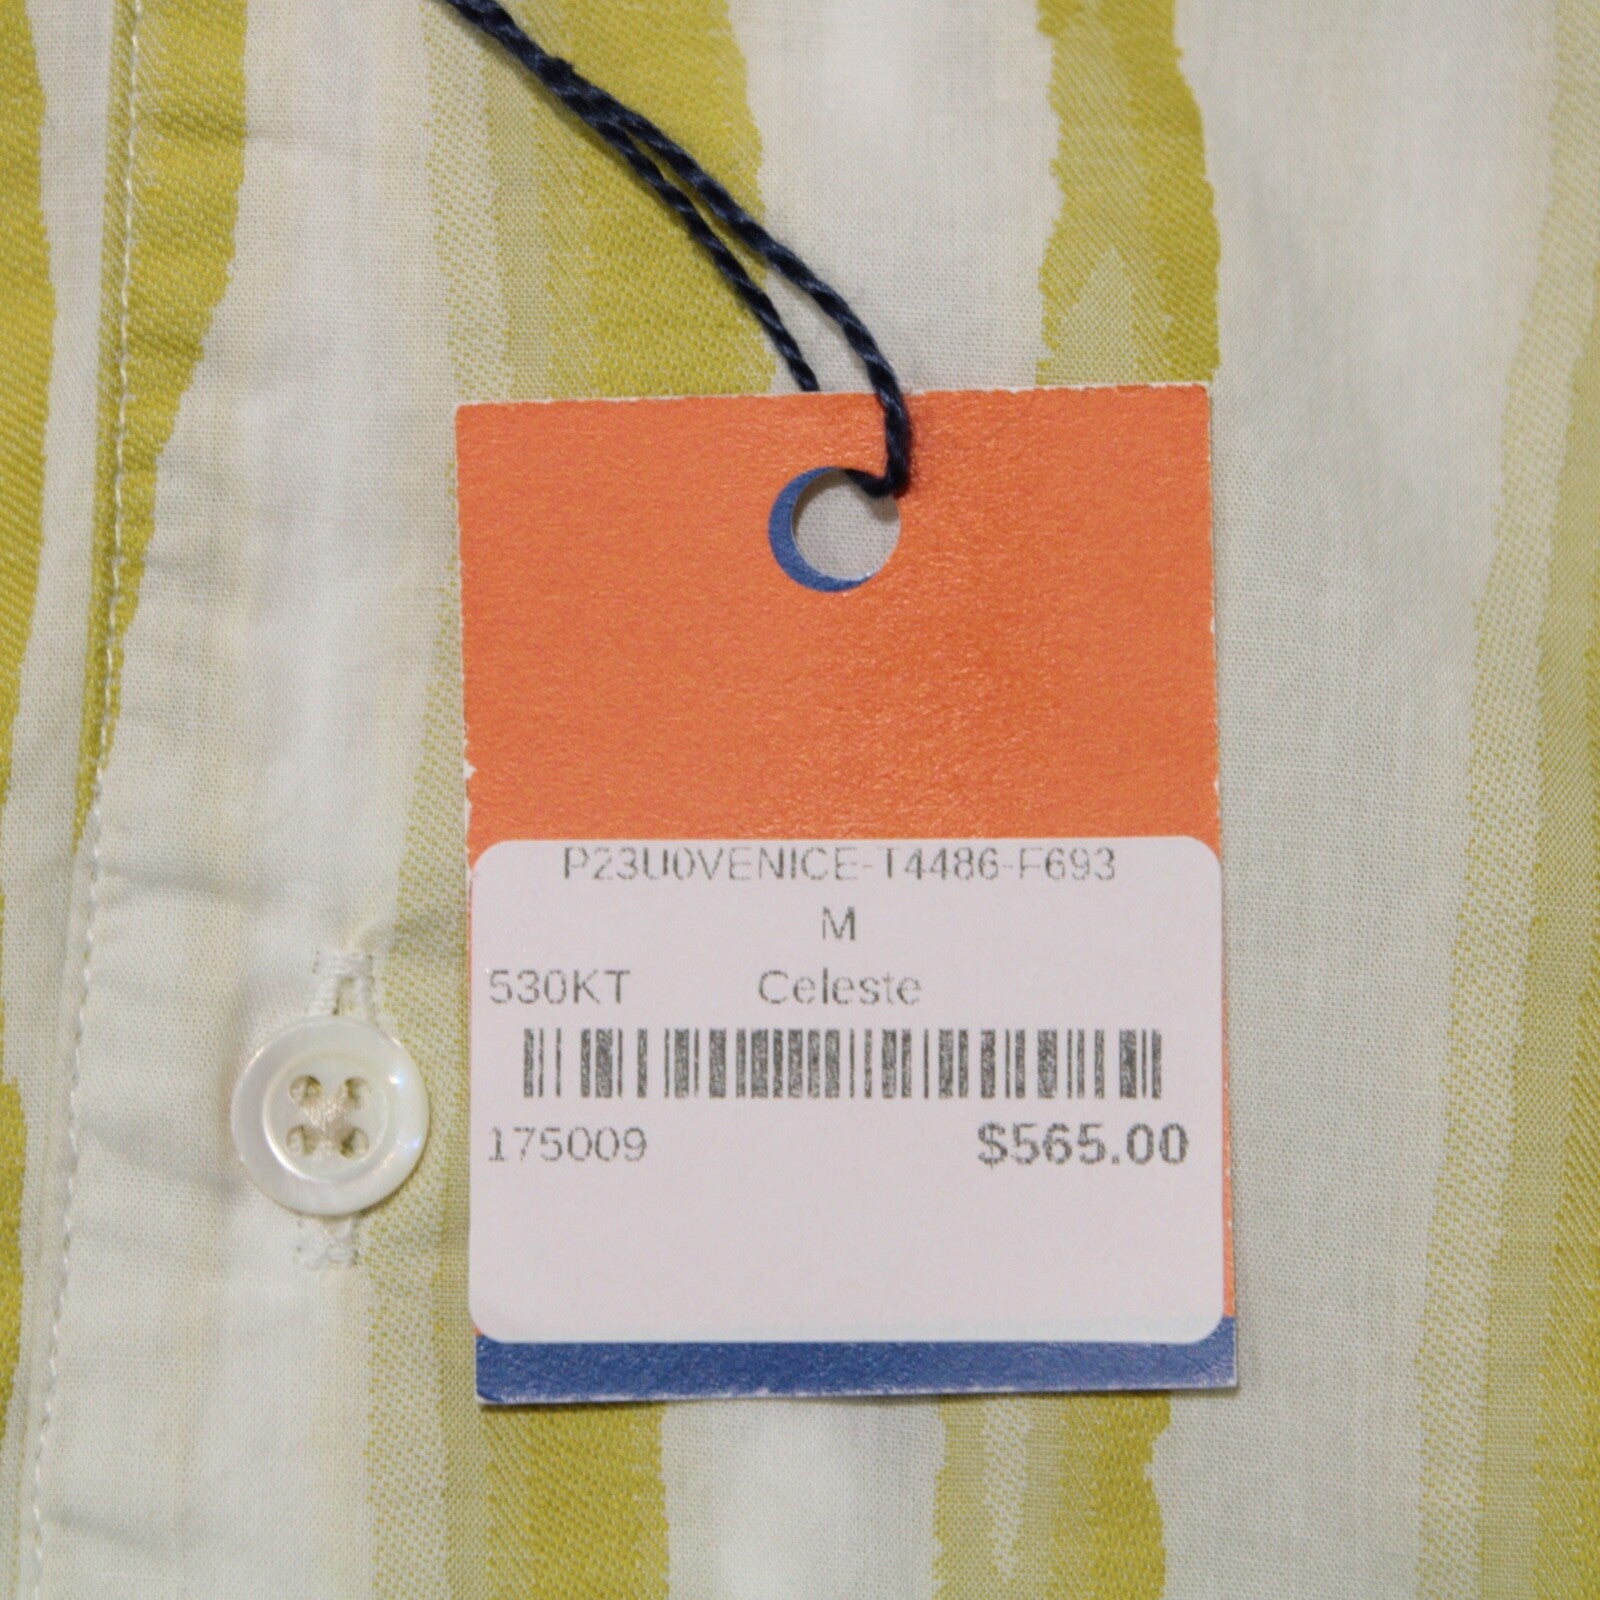 P23U0VENICE-T4486-F693
M
530KT Celeste
175009 $565.00